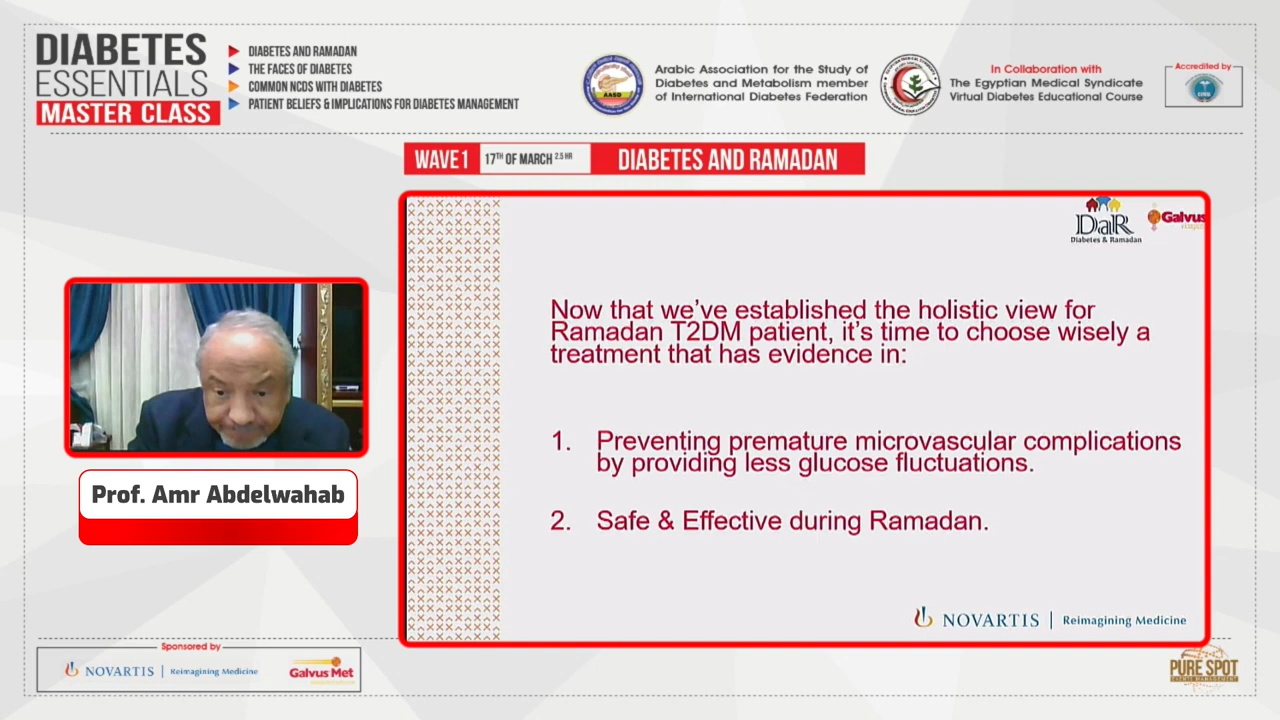 DIABETES
ESSENTIALS
MASTER CLASS
DIABETES AND RAMADAN
THE FACES OF DIABETES
COMMON NCDS WITH DIABETES
PATIENT BELIEFS & IMPLICATIONS FOR DIABETES MANAGEMENT
AASD
Arabic Association for the Study of
Diabetes and Metabolism member
of International Diabetes Federation
In Collaboration with
The Egyptian Medical Syndicate
Virtual Diabetes Educational Course
Accredited by
WAVE1
17TH OF MARCH 2.5 HR
DIABETES AND RAMADAN
DaR
Diabetes & Ramadan
Galvus
Now that we've established the holistic view for
Ramadan T2DM patient, it's time to choose wisely a
treatment that has evidence in:
1. Preventing premature microvascular complications
by providing less glucose fluctuations.
2. Safe & Effective during Ramadan.
NOVARTIS | Reimagining Medicine
Prof. Amr Abdelwahab
Sponsored by
NOVARTIS | Reimagining Medicine
Galvus Met
PURE SPOT
EVENTS MANAGEMENT